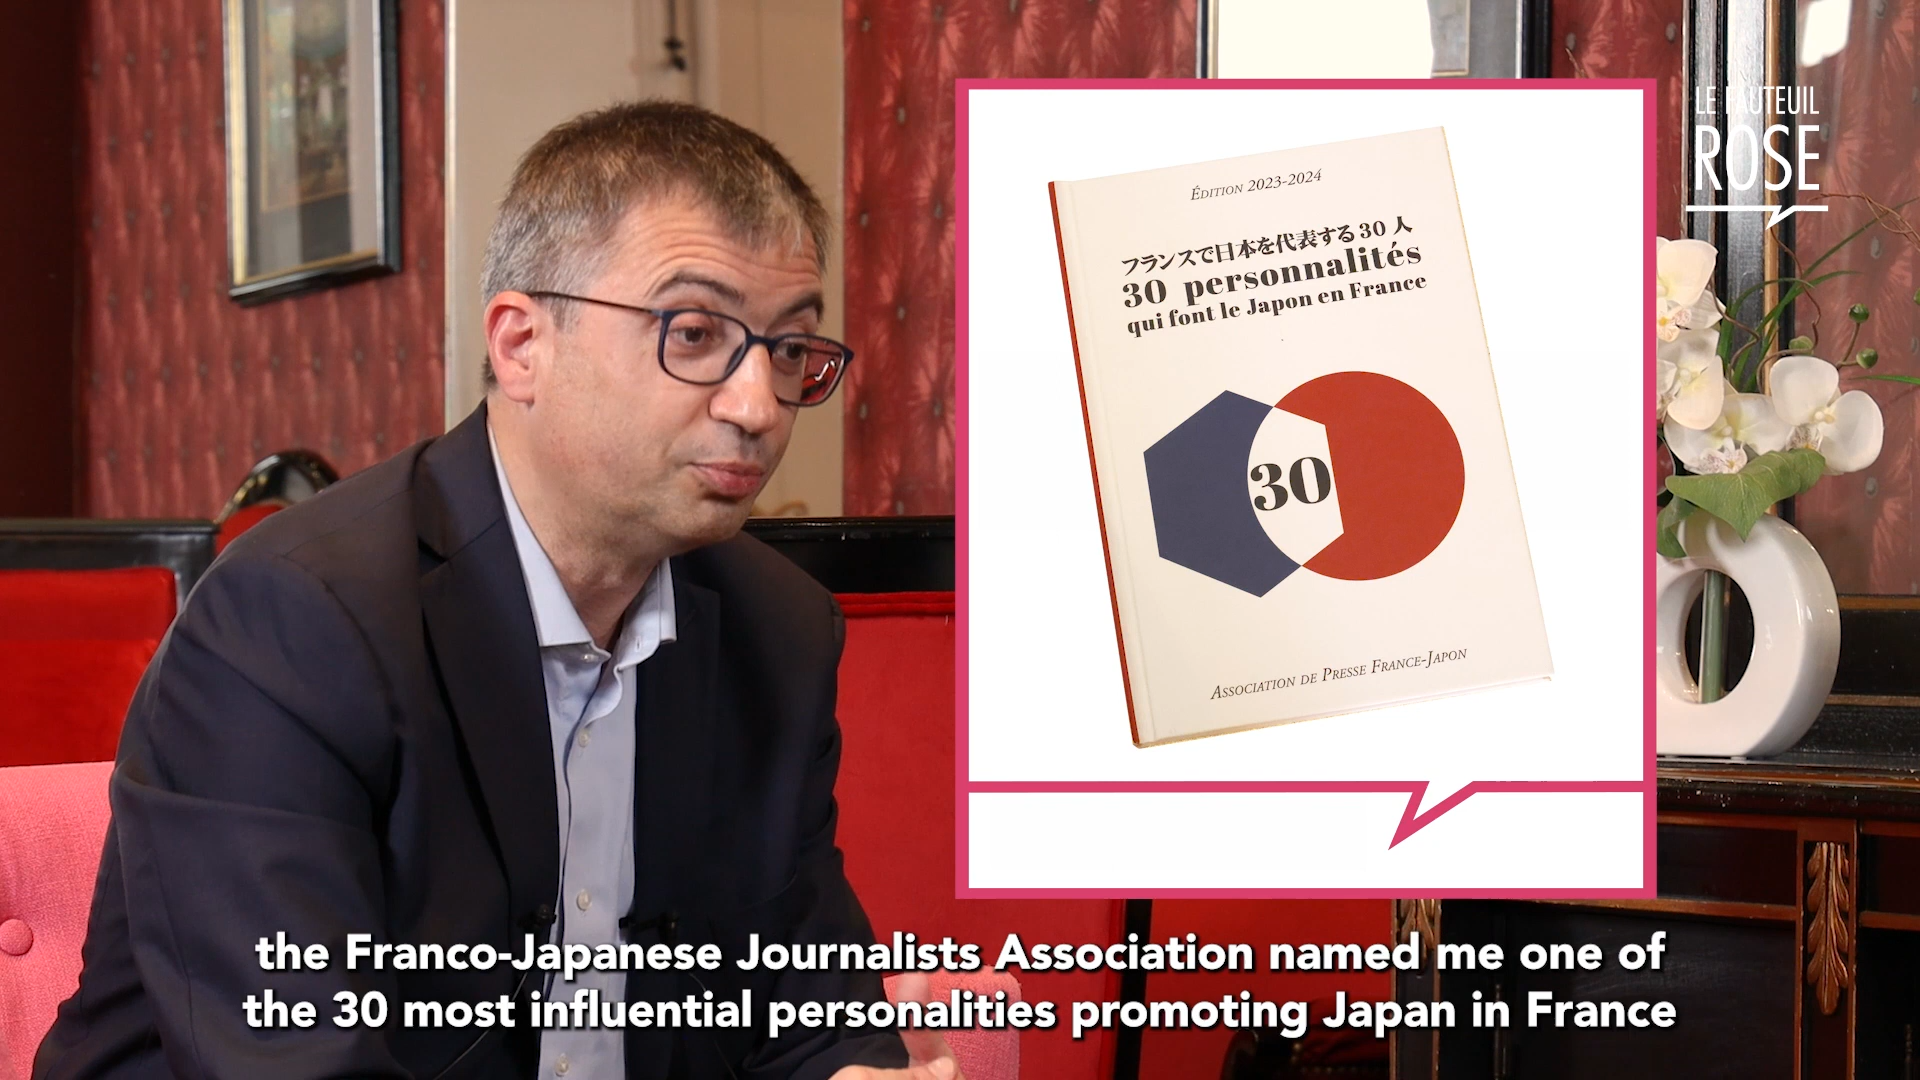 LE FAUTEUIL
ROSE
ÉDITION 2023-2024
フランスで日本を代表する30人
30 personnalités
qui font le Japon en France
30
ASSOCIATION DE PRESSE FRANCE-JAPON
the Franco-Japanese Journalists Association named me one of
the 30 most influential personalities promoting Japan in France